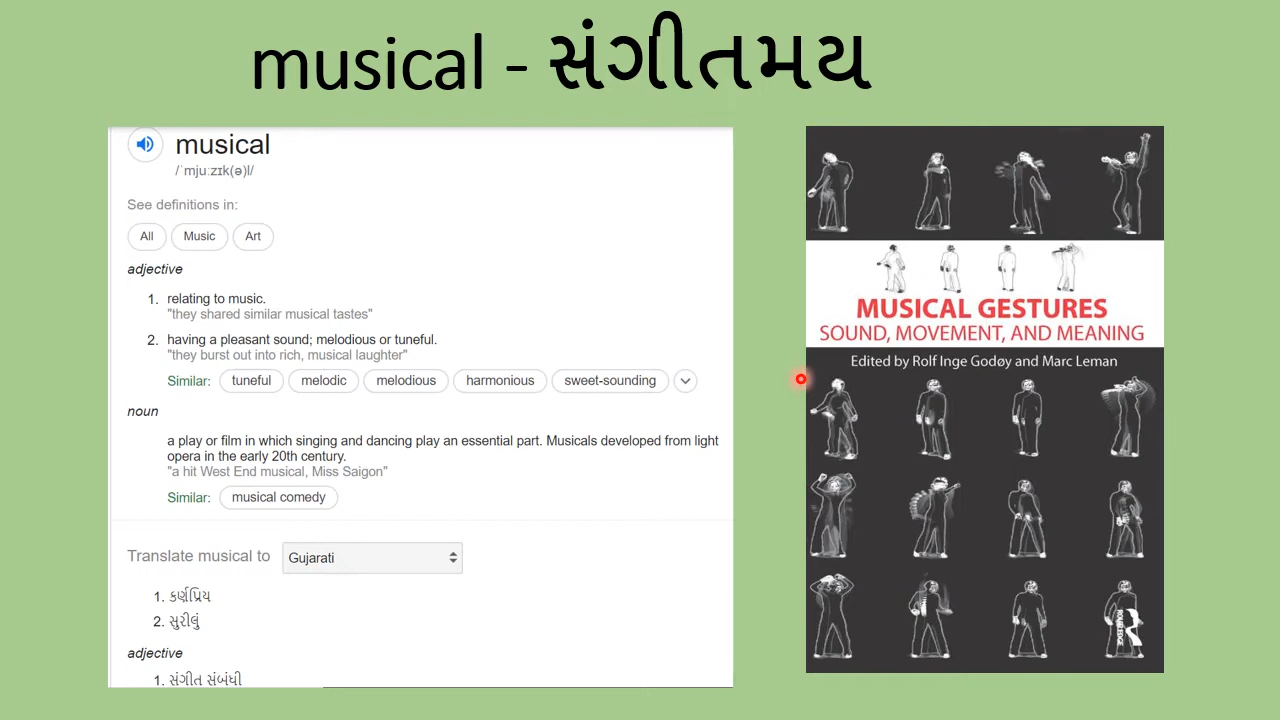 musical - સંગીતમય
musical
/ˈmjuːzɪk(ə)l/
See definitions in:
All Music Art
adjective
1. relating to music.
"they shared similar musical tastes"
2. having a pleasant sound; melodious or tuneful.
"they burst out into rich, musical laughter"
Similar: tuneful melodic melodious harmonious sweet-sounding
noun
a play or film in which singing and dancing play an essential part. Musicals developed from light
opera in the early 20th century.
"a hit West End musical, Miss Saigon"
Similar: musical comedy
Translate musical to Gujarati
1. કર્ણપ્રિય
2. સુરીલું
adjective
1. સંગીત સંબંધી
MUSICAL GESTURES
SOUND, MOVEMENT, AND MEANING
Edited by Rolf Inge Godøy and Marc Leman
ROUTLEDGE